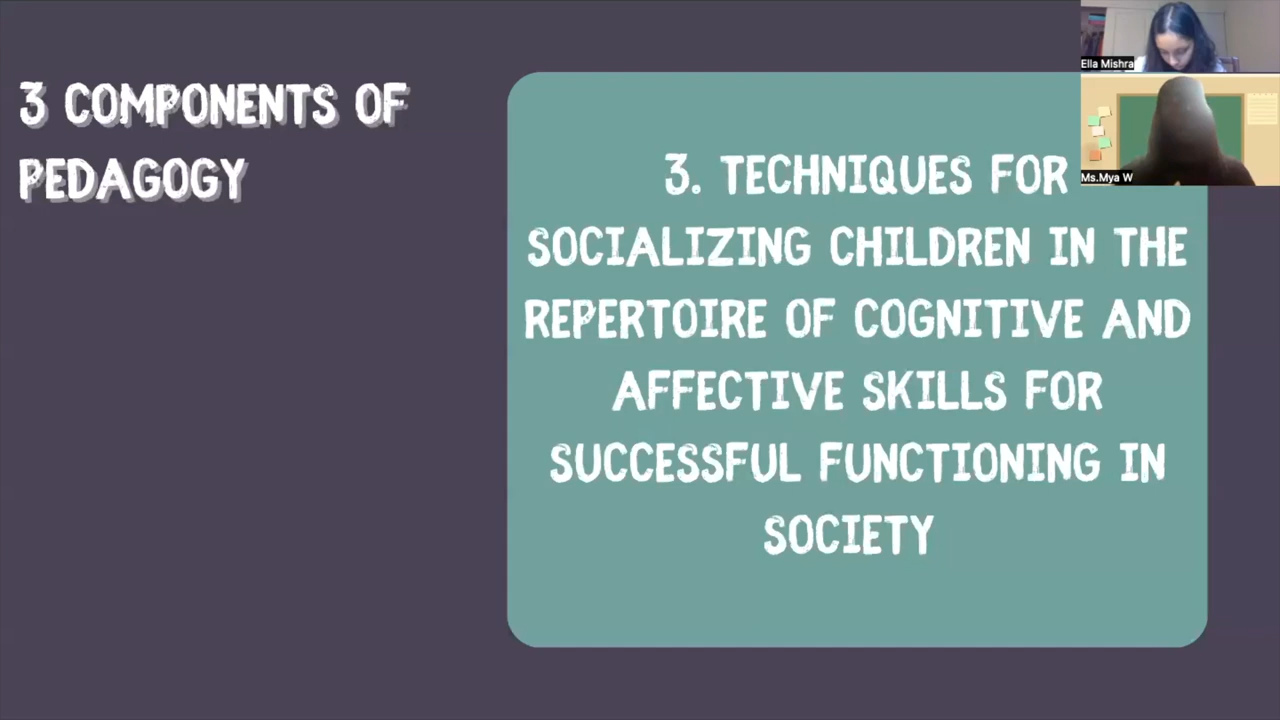 3 COMPONENTS OF
PEDAGOGY
3. TECHNIQUES FOR
SOCIALIZING CHILDREN IN THE
REPERTOIRE OF COGNITIVE AND
AFFECTIVE SKILLS FOR
SUCCESSFUL FUNCTIONING IN
SOCIETY
Ella Mishra
Ms.Mya W